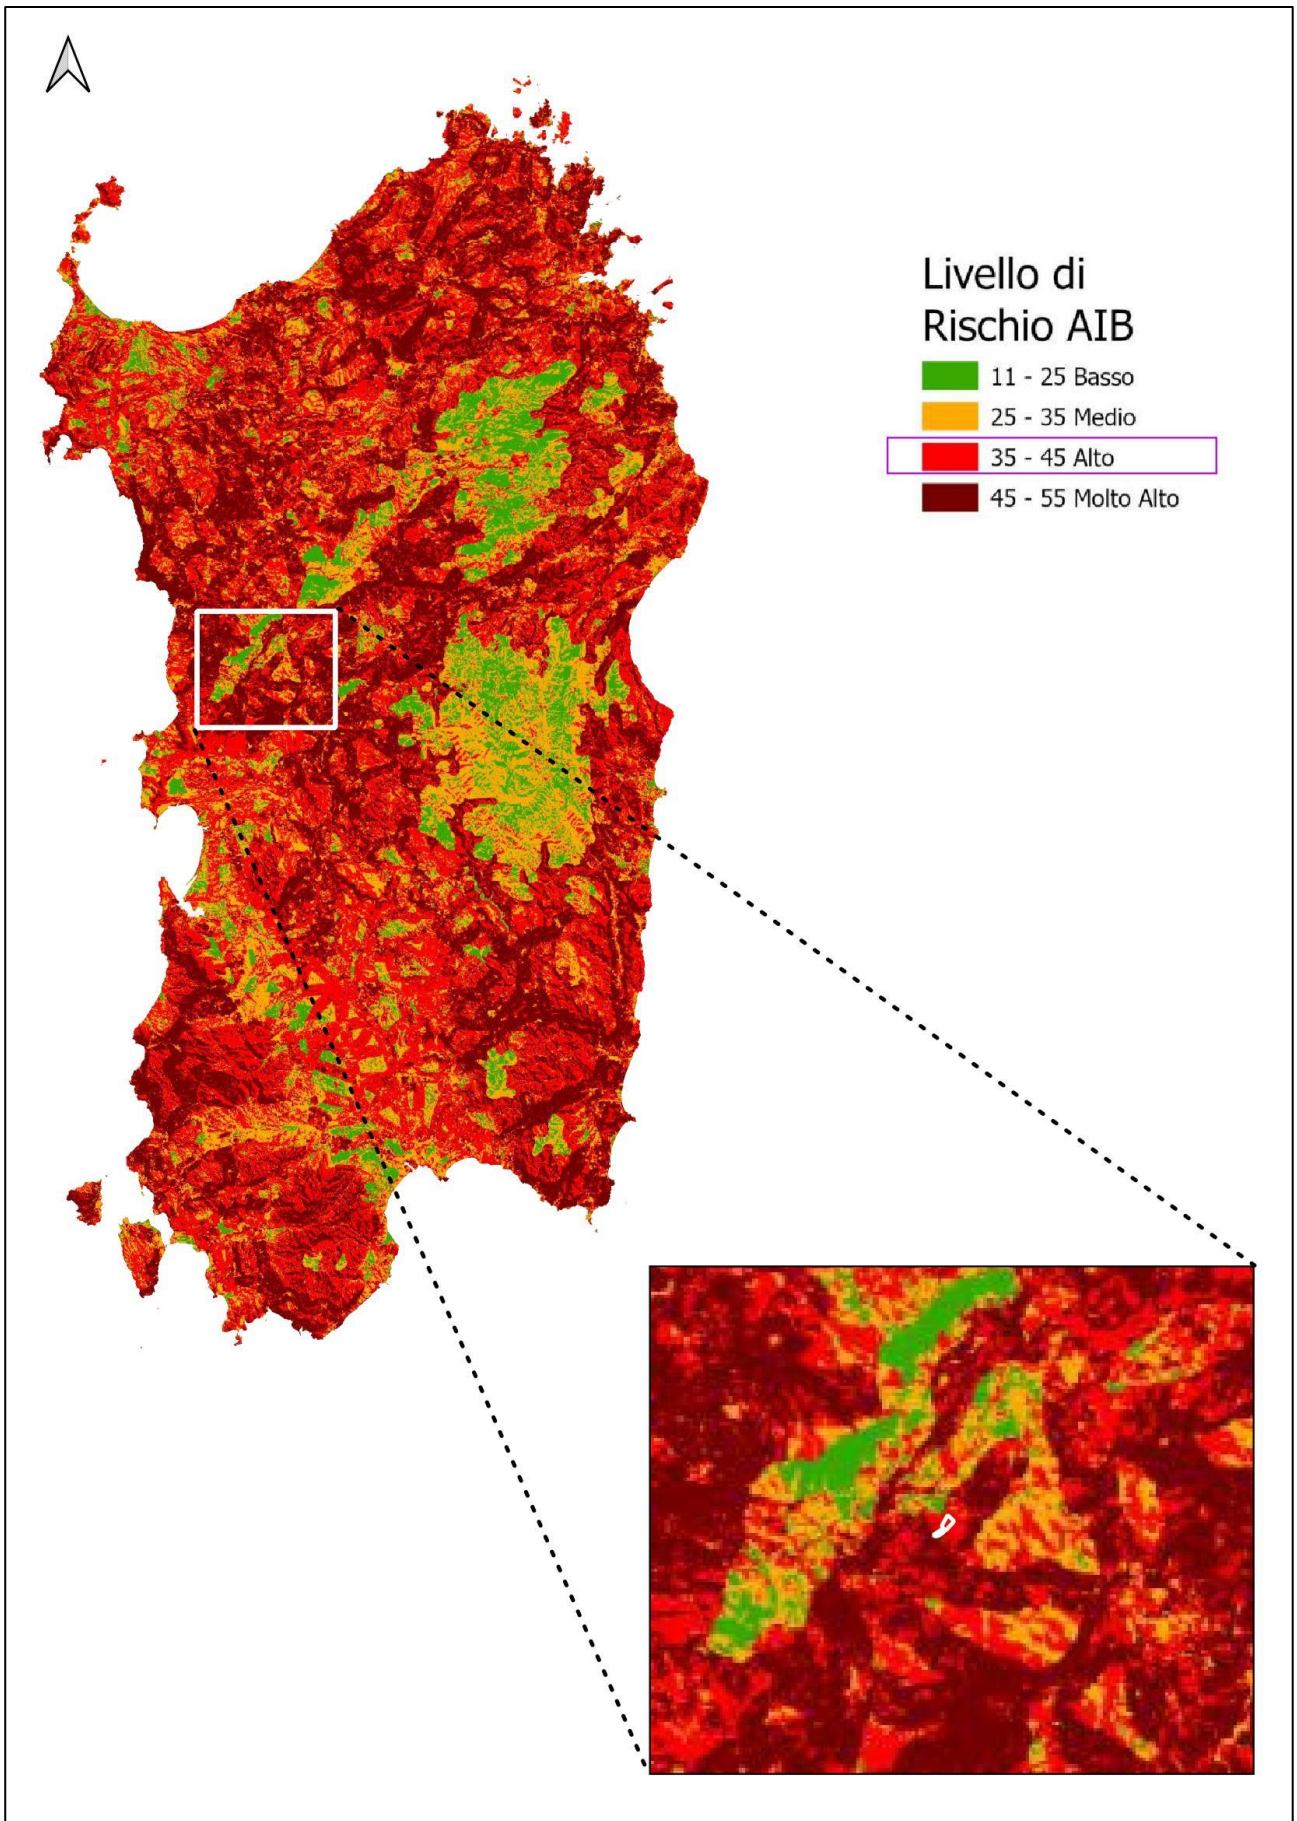 Livello di
Rischio AIB
11 - 25 Basso
25 - 35 Medio
35 - 45 Alto
45 - 55 Molto Alto